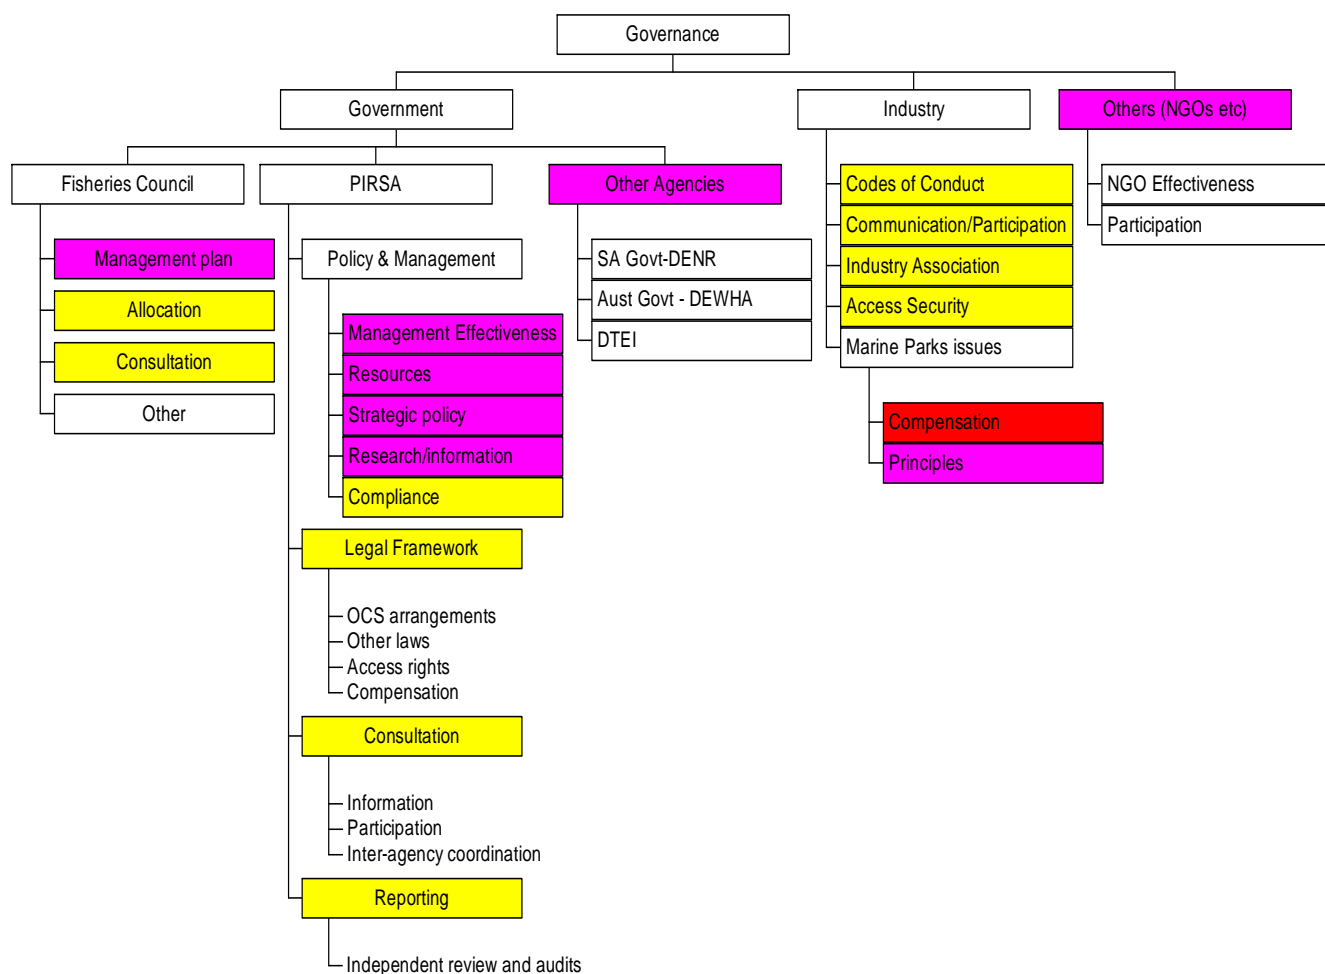 Governance
Government
Industry
Others (NGOs etc)
Fisheries Council
PIRSA
Other Agencies
Management plan
Allocation
Consultation
Other
Policy & Management
Management Effectiveness
Resources
Strategic policy
Research/information
Compliance
Legal Framework
OCS arrangements
Other laws
Access rights
Compensation
Consultation
Information
Participation
Inter-agency coordination
Reporting
Independent review and audits
SA Govt-DENR
Aust Govt - DEWHA
DTEI
Codes of Conduct
Communication/Participation
Industry Association
Access Security
Marine Parks issues
Compensation
Principles
NGO Effectiveness
Participation